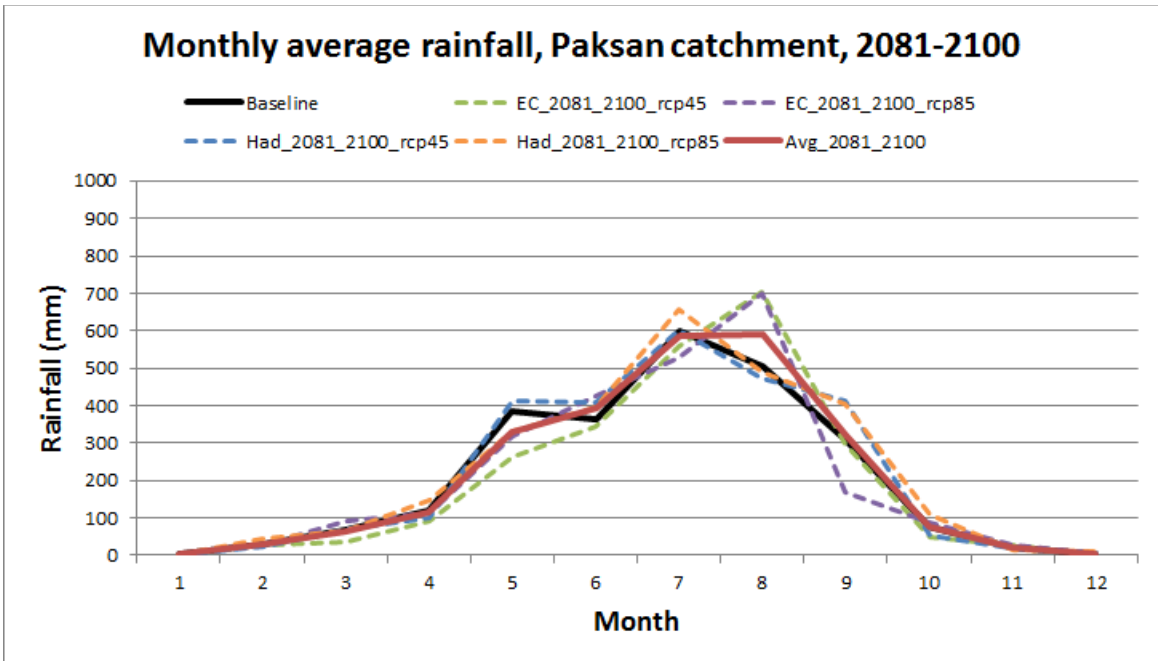 Monthly average rainfall, Paksan catchment, 2081-2100
Baseline EC_2081_2100_rcp45 EC_2081_2100_rcp85
Had_2081_2100_rcp45 Had_2081_2100_rcp85 Avg_2081_2100
1000
900
800
700
600
500
400
300
200
100
0
Rainfall (mm)
1 2 3 4 5 6 7 8 9 10 11 12
Month